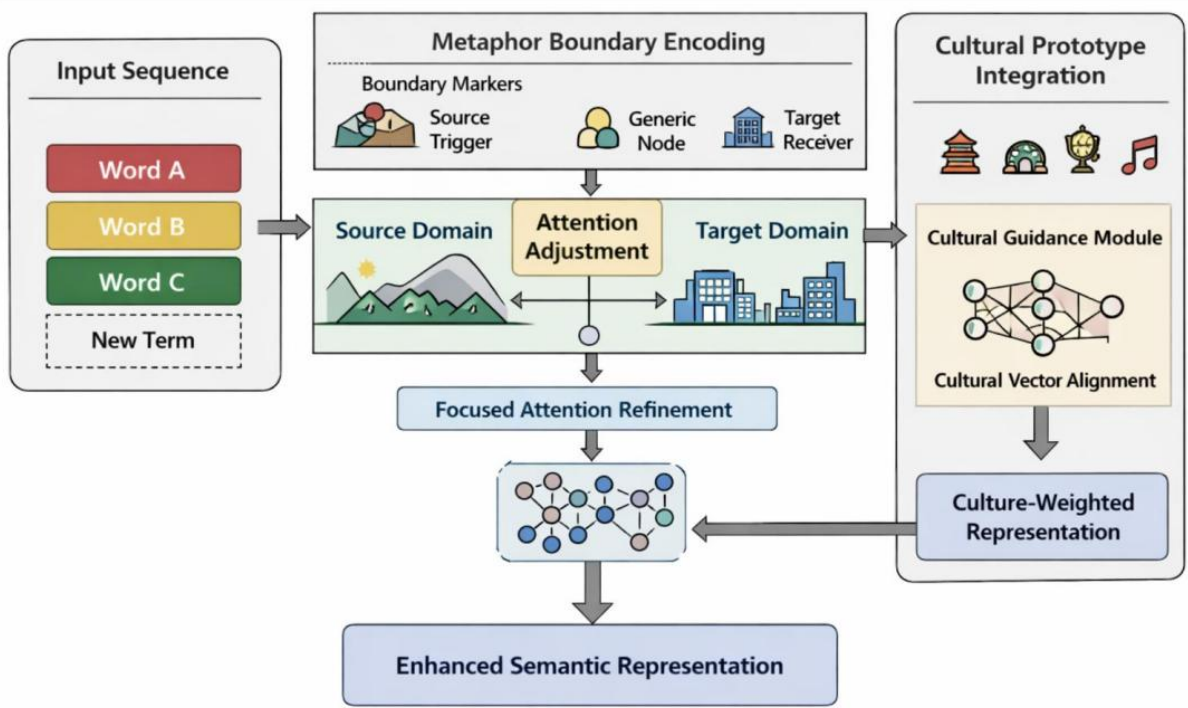 Input Sequence
Word A
Word B
Word C
New Term
Metaphor Boundary Encoding
Boundary Markers
Source
Trigger
Generic
Node
Target
Receiver
Source Domain
Attention
Adjustment
Target Domain
Focused Attention Refinement
Cultural Prototype
Integration
Cultural Guidance Module
Cultural Vector Alignment
Culture-Weighted
Representation
Enhanced Semantic Representation